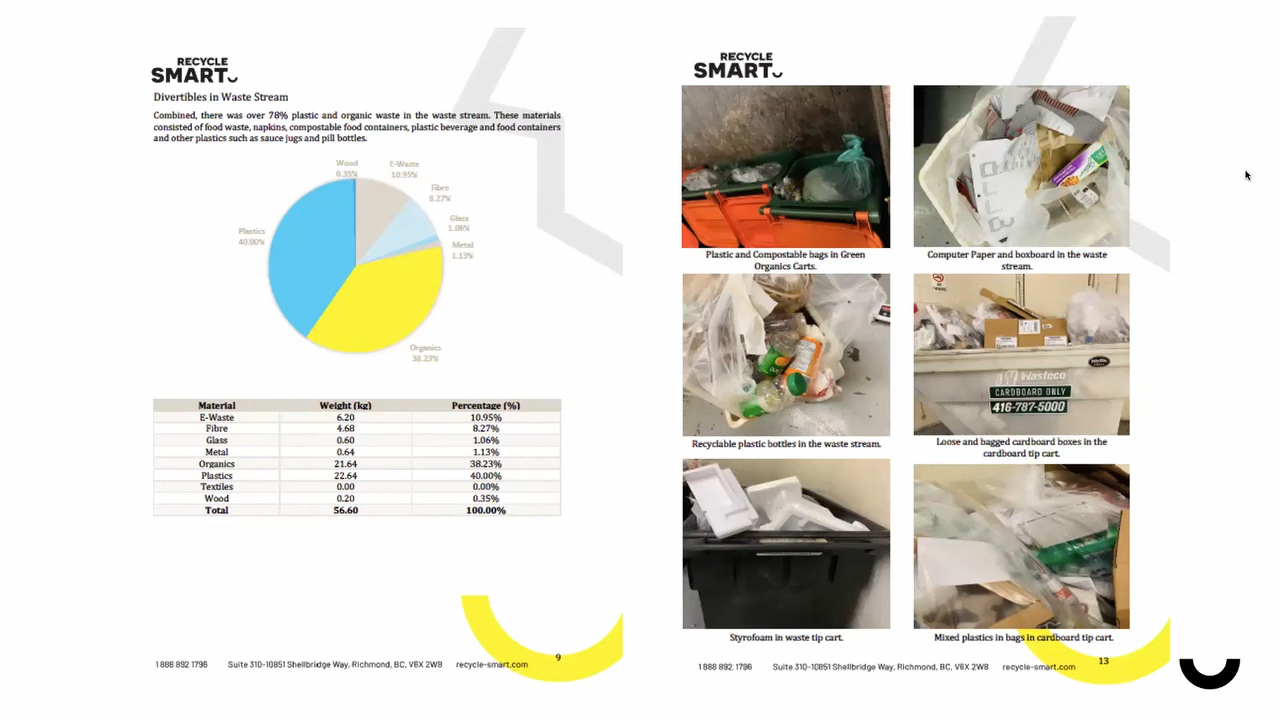 RECYCLE
SMART
Divertibles in Waste Stream
Combined, there was over 78% plastic and organic waste in the waste stream. These materials
consisted of food waste, napkins, compostable food containers, plastic beverage and food containers
and other plastics such as sauce jugs and pill bottles.
Wood
0.35%
E-Waste
10.95%
Fibre
8.27%
Glass
1.06%
Metal
1.13%
Plastics
40.00%
Organics
38.23%
Material Weight (kg) Percentage (%)
E-Waste 6.20 10.95%
Fibre 4.68 8.27%
Glass 0.60 1.06%
Metal 0.64 1.13%
Organics 21.64 38.23%
Plastics 22.64 40.00%
Textiles 0.00 0.00%
Wood 0.20 0.35%
Total 56.60 100.00%
9
1 888 892 1796 Suite 310-10851 Shellbridge Way, Richmond, BC, V6X 2W8 recycle-smart.com
RECYCLE
SMART
Plastic and Compostable bags in Green
Organics Carts.
Computer Paper and boxboard in the waste
stream.
Wasteco
CARDBOARD ONLY
416-787-5000
Recyclable plastic bottles in the waste stream.
Loose and bagged cardboard boxes in the
cardboard tip cart.
Styrofoam in waste tip cart.
Mixed plastics in bags in cardboard tip cart.
13
1 888 892 1796 Suite 310-10851 Shellbridge Way, Richmond, BC, V6X 2W8 recycle-smart.com